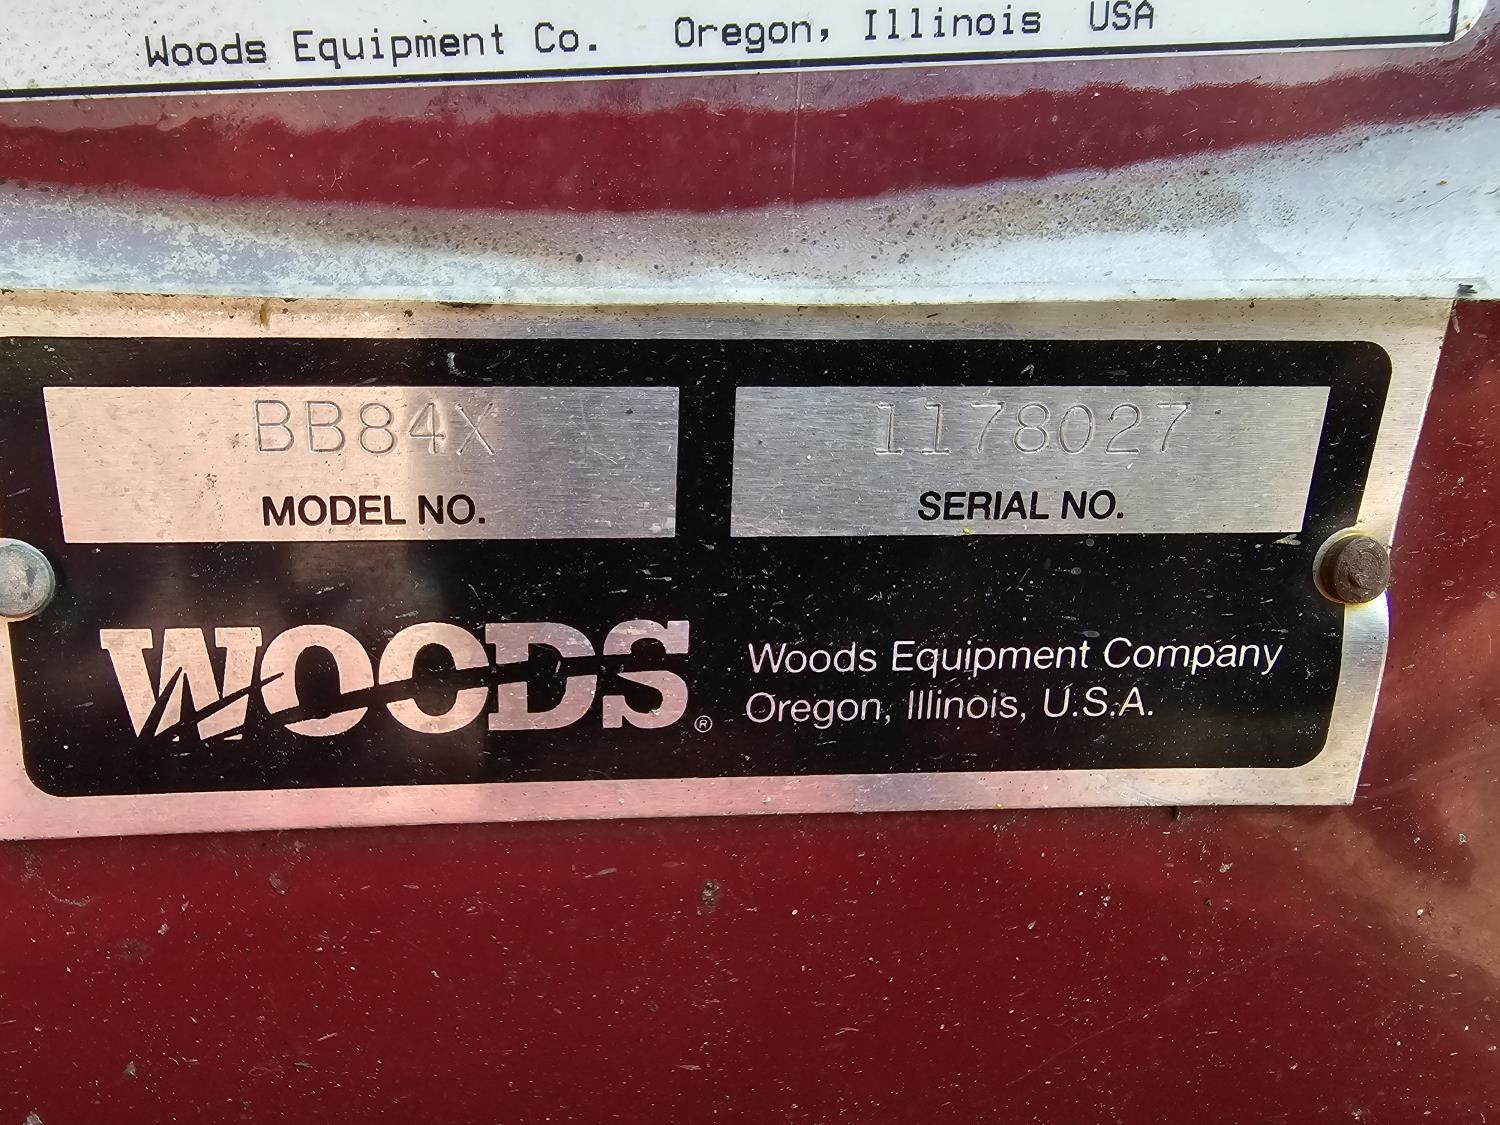 Woods Equipment Co. Oregon, Illinois USA
BB84X
MODEL NO.
1178027
SERIAL NO.
WOODS®
Woods Equipment Company
Oregon, Illinois, U.S.A.